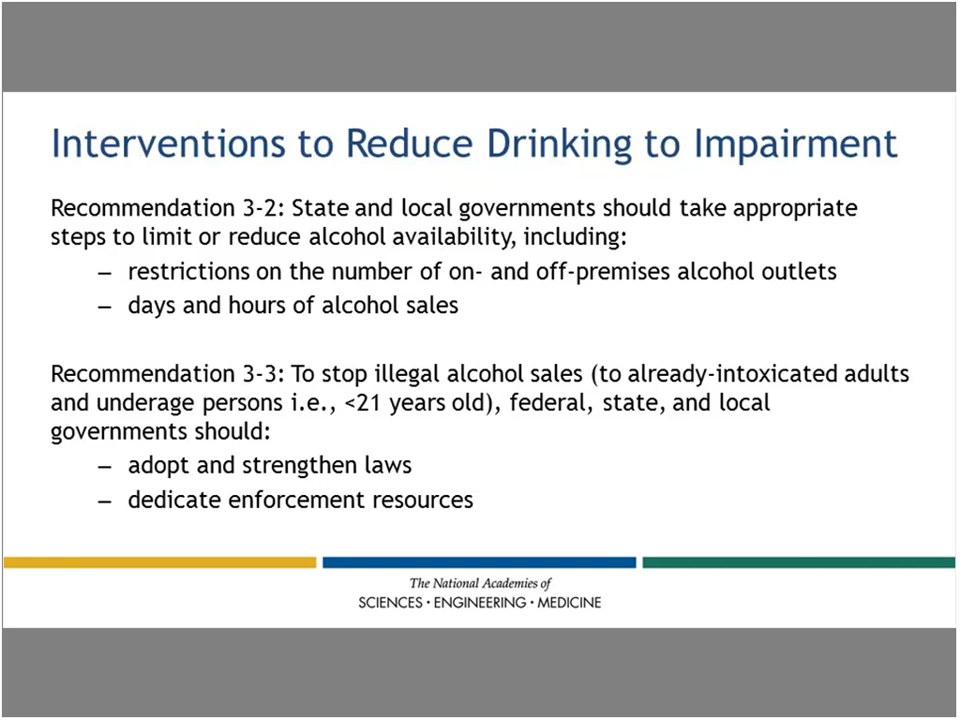 Interventions to Reduce Drinking to Impairment
Recommendation 3-2: State and local governments should take appropriate
steps to limit or reduce alcohol availability, including:
– restrictions on the number of on- and off-premises alcohol outlets
– days and hours of alcohol sales
Recommendation 3-3: To stop illegal alcohol sales (to already-intoxicated adults
and underage persons i.e., <21 years old), federal, state, and local
governments should:
– adopt and strengthen laws
– dedicate enforcement resources
The National Academies of
SCIENCES · ENGINEERING · MEDICINE